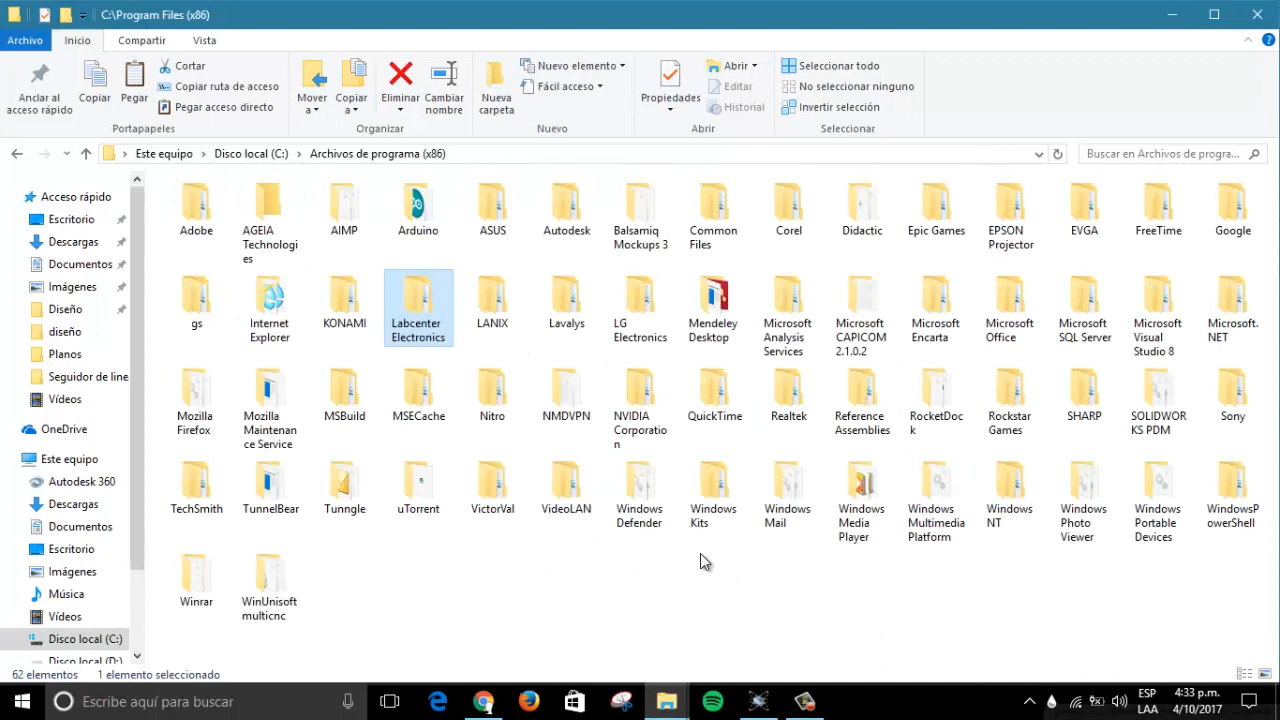 C:\Program Files (x86)
Archivo Inicio Compartir Vista
Anclar al acceso rápido
Copiar
Pegar
Cortar
Copiar ruta de acceso
Pegar acceso directo
Portapapeles
Mover a
Copiar a
Eliminar
Cambiar nombre
Organizar
Nueva carpeta
Nuevo elemento
Fácil acceso
Nuevo
Propiedades
Abrir
Editar
Historial
Abrir
Seleccionar todo
No seleccionar ninguno
Invertir selección
Seleccionar
Este equipo > Disco local (C:) > Archivos de programa (x86)
Buscar en Archivos de progra...
Acceso rápido
Escritorio
Descargas
Documentos
Imágenes
Diseño
diseño
Planos
Seguidor de line
Vídeos
OneDrive
Este equipo
Autodesk 360
Descargas
Documentos
Escritorio
Imágenes
Música
Vídeos
Disco local (C:)
Disco local (D:)
Adobe
AGEIA
Technologi
es
AIMP
Arduino
ASUS
Autodesk
Balsamiq
Mockups 3
Common
Files
Corel
Didactic
Epic Games
EPSON
Projector
EVGA
FreeTime
Google
gs
Internet
Explorer
KONAMI
Labcenter
Electronics
LANIX
Lavalys
LG
Electronics
Mendeley
Desktop
Microsoft
Analysis
Services
Microsoft
CAPICOM
2.1.0.2
Microsoft
Encarta
Microsoft
Office
Microsoft
SQL Server
Microsoft
Visual
Studio 8
Microsoft.
NET
Mozilla
Firefox
Mozilla
Maintenan
ce Service
MSBuild
MSECache
Nitro
NMDVPN
NVIDIA
Corporatio
n
QuickTime
Realtek
Reference
Assemblies
RocketDoc
k
Rockstar
Games
SHARP
SOLIDWOR
KS PDM
Sony
TechSmith
TunnelBear
Tunngle
uTorrent
VictorVal
VideoLAN
Windows
Defender
Windows
Kits
Windows
Mail
Windows
Media
Player
Windows
Multimedia
Platform
Windows
NT
Windows
Photo
Viewer
Windows
Portable
Devices
WindowsP
owerShell
Winrar
WinUnisoft
multicnc
62 elementos 1 elemento seleccionado
Escribe aquí para buscar
ESP
LAA
4:33 p.m.
4/10/2017